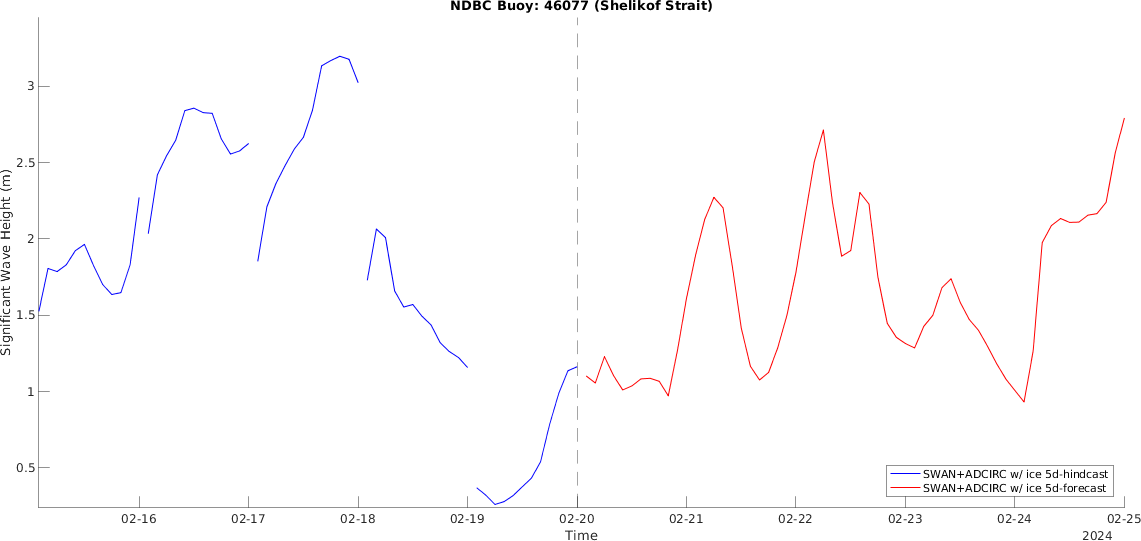 NDBC Buoy: 46077 (Shelikof Strait)
Significant Wave Height (m)
3
2.5
2
1.5
1
0.5
SWAN+ADCIRC w/ ice 5d-hindcast
SWAN+ADCIRC w/ ice 5d-forecast
02-16 02-17 02-18 02-19 02-20 02-21 02-22 02-23 02-24 02-25
Time
2024